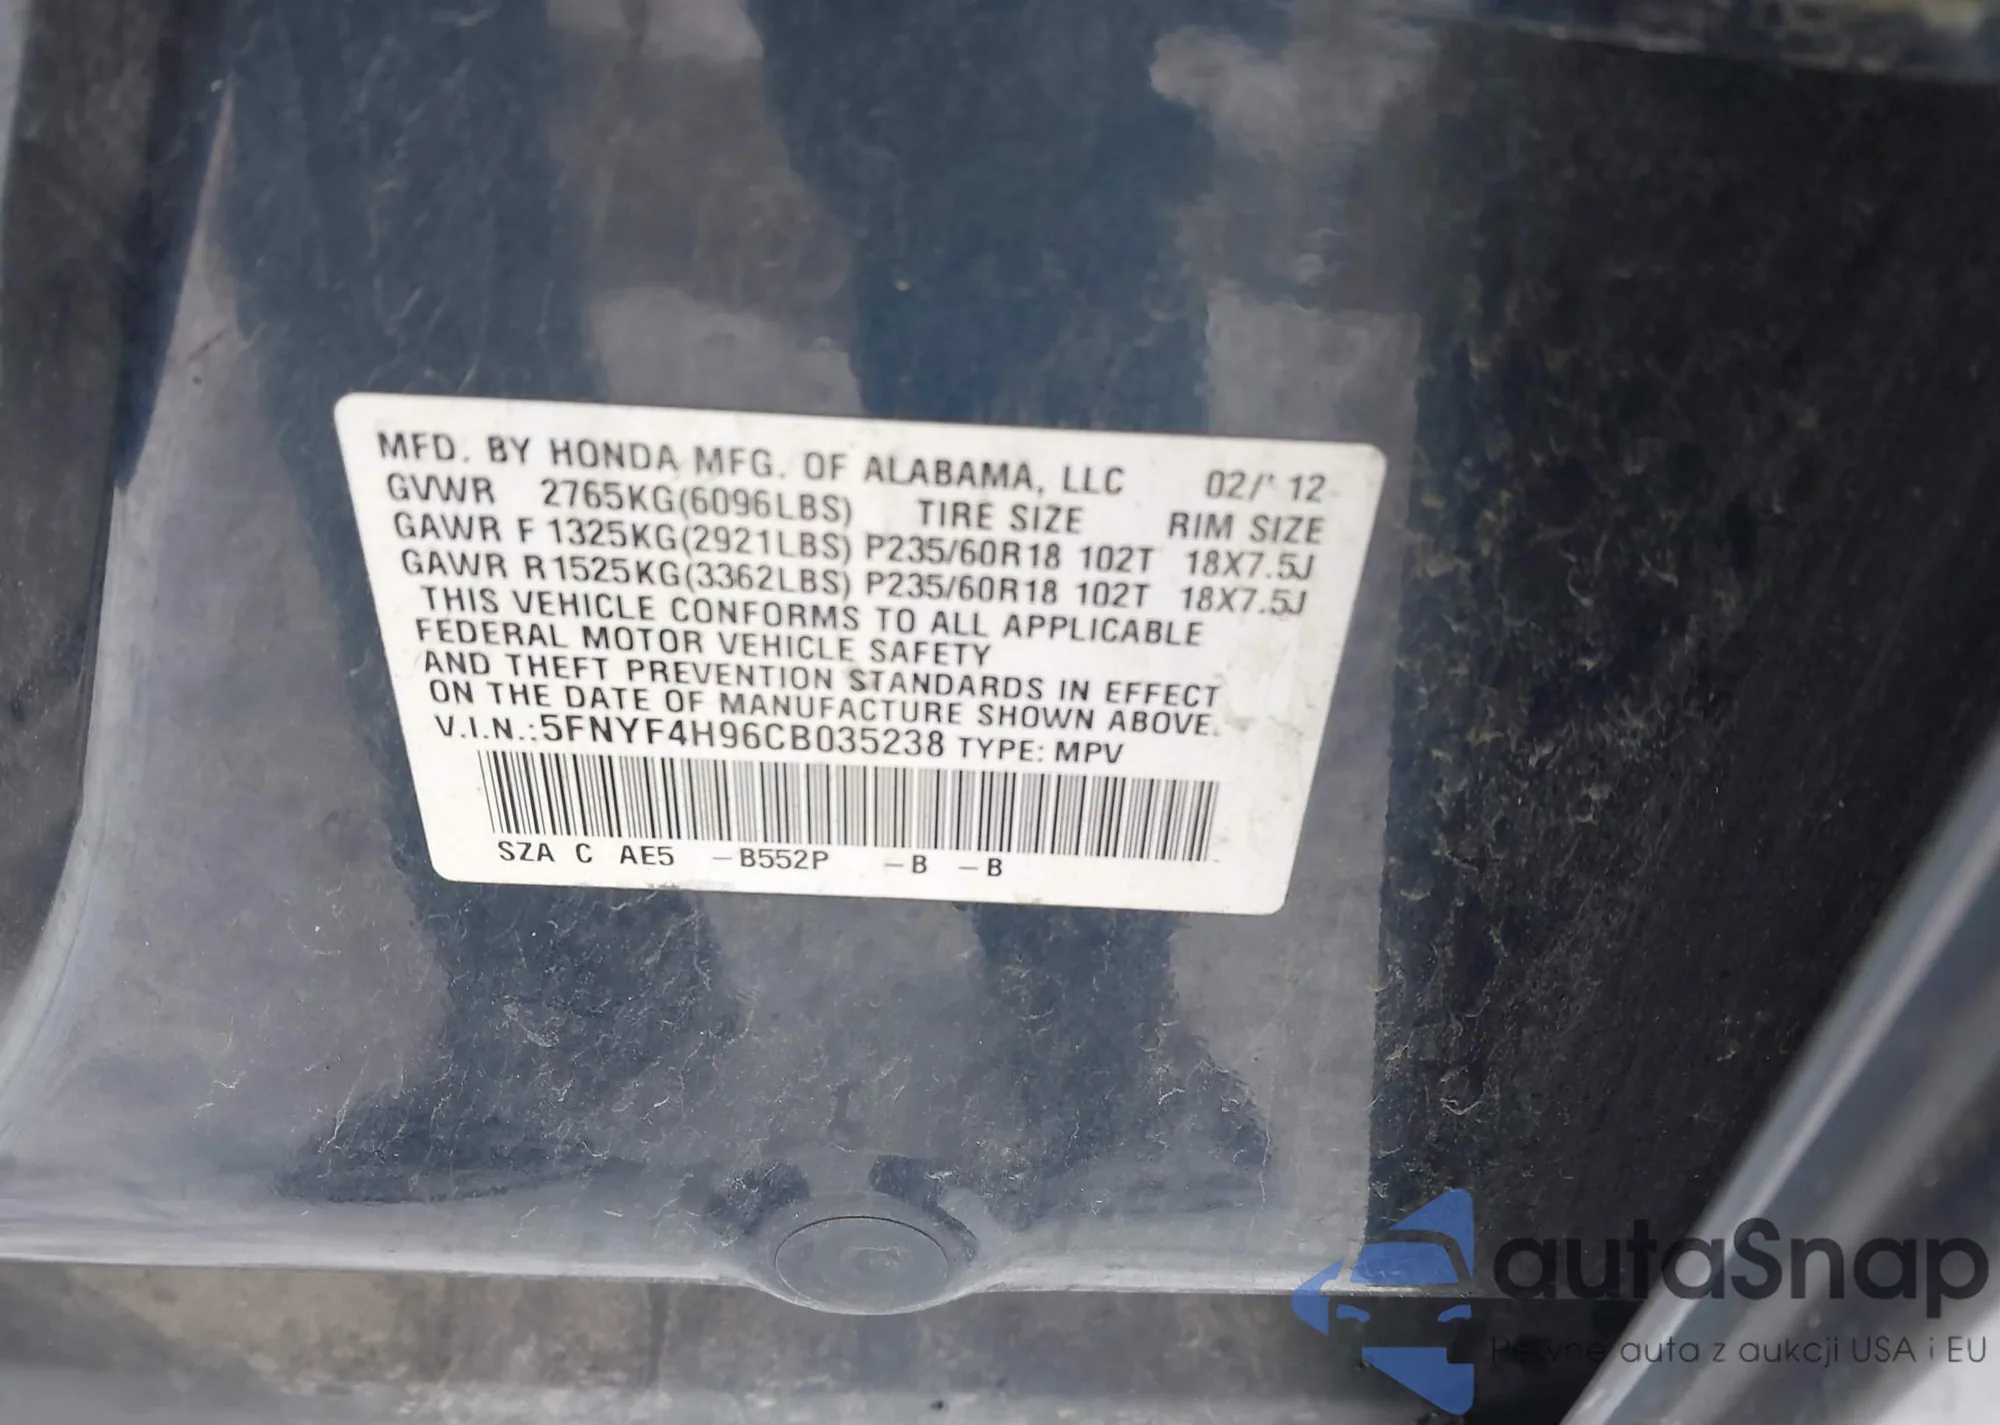 MFD. BY HONDA MFG. OF ALABAMA, LLC 02/'12
GVWR 2765KG(6096LBS) TIRE SIZE RIM SIZE
GAWR F 1325KG(2921LBS) P235/60R18 102T 18X7.5J
GAWR R1525KG(3362LBS) P235/60R18 102T 18X7.5J
THIS VEHICLE CONFORMS TO ALL APPLICABLE
FEDERAL MOTOR VEHICLE SAFETY
AND THEFT PREVENTION STANDARDS IN EFFECT
ON THE DATE OF MANUFACTURE SHOWN ABOVE.
V.I.N.:5FNYF4H96CB035238 TYPE: MPV
SZA C AE5 -B552P -B -B
autaSnap
Pewne auta z aukcji USA i EU